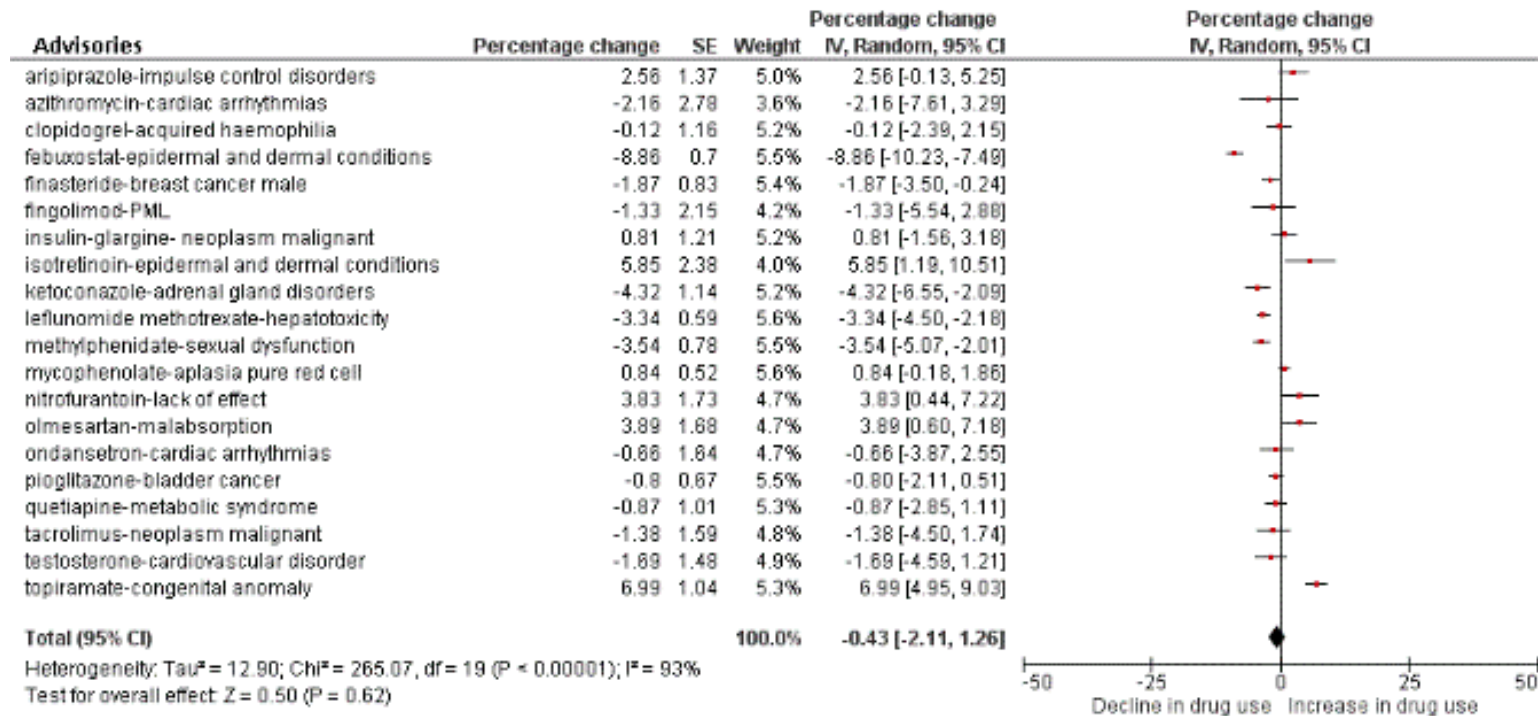 Percentage change Percentage change
Advisories Percentage change SE Weight IV, Random, 95% CI IV, Random, 95% CI
aripiprazole-impulse control disorders 2.56 1.37 5.0% 2.56 [-0.13, 5.25]
azithromycin-cardiac arrhythmias -2.16 2.78 3.6% -2.16 [-7.61, 3.29]
clopidogrel-acquired haemophilia -0.12 1.16 5.2% -0.12 [-2.39, 2.15]
febuxostat-epidermal and dermal conditions -8.86 0.7 5.5% -8.86 [-10.23, -7.49]
finasteride-breast cancer male -1.87 0.83 5.4% -1.87 [-3.50, -0.24]
fingolimod-PML -1.33 2.15 4.2% -1.33 [-5.54, 2.88]
insulin-glargine- neoplasm malignant 0.81 1.21 5.2% 0.81 [-1.56, 3.18]
isotretinoin-epidermal and dermal conditions 5.85 2.38 4.0% 5.85 [1.19, 10.51]
ketoconazole-adrenal gland disorders -4.32 1.14 5.2% -4.32 [-6.55, -2.09]
leflunomide methotrexate-hepatotoxicity -3.34 0.59 5.6% -3.34 [-4.50, -2.18]
methylphenidate-sexual dysfunction -3.54 0.78 5.5% -3.54 [-5.07, -2.01]
mycophenolate-aplasia pure red cell 0.84 0.52 5.6% 0.84 [-0.18, 1.86]
nitrofurantoin-lack of effect 3.83 1.73 4.7% 3.83 [0.44, 7.22]
olmesartan-malabsorption 3.89 1.68 4.7% 3.89 [0.60, 7.18]
ondansetron-cardiac arrhythmias -0.66 1.64 4.7% -0.66 [-3.87, 2.55]
pioglitazone-bladder cancer -0.8 0.67 5.5% -0.80 [-2.11, 0.51]
quetiapine-metabolic syndrome -0.87 1.01 5.3% -0.87 [-2.85, 1.11]
tacrolimus-neoplasm malignant -1.38 1.59 4.8% -1.38 [-4.50, 1.74]
testosterone-cardiovascular disorder -1.69 1.48 4.9% -1.69 [-4.59, 1.21]
topiramate-congenital anomaly 6.99 1.04 5.3% 6.99 [4.95, 9.03]
Total (95% CI) 100.0% -0.43 [-2.11, 1.26]
Heterogeneity: Tau² = 12.90; Chi² = 265.07, df = 19 (P < 0.00001); I² = 93%
Test for overall effect: Z = 0.50 (P = 0.62)
-50 -25 0 25 50
Decline in drug use Increase in drug use